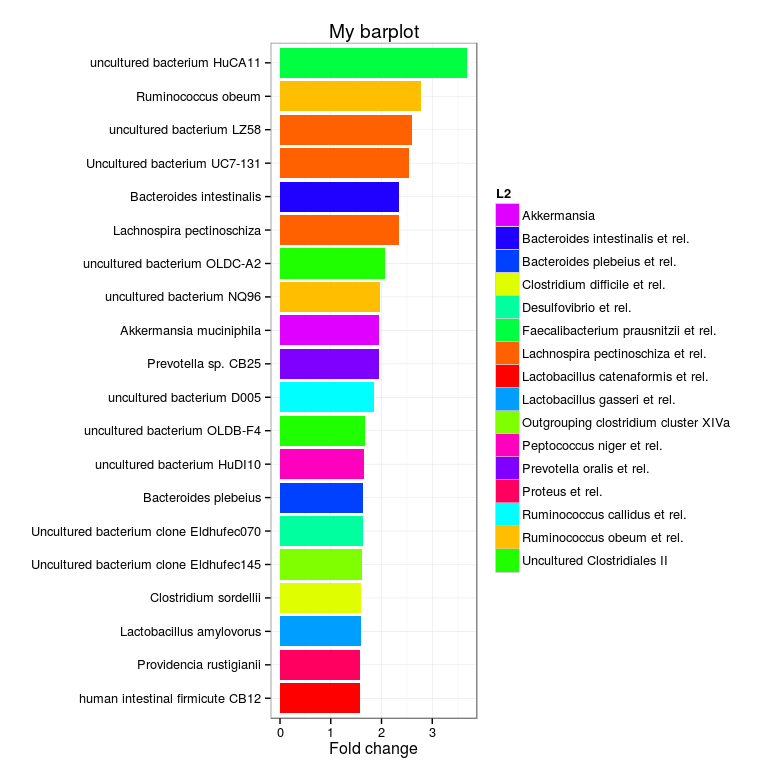 My barplot
uncultured bacterium HuCA11
Ruminococcus obeum
uncultured bacterium LZ58
Uncultured bacterium UC7-131
Bacteroides intestinalis
Lachnospira pectinoschiza
uncultured bacterium OLDC-A2
uncultured bacterium NQ96
Akkermansia muciniphila
Prevotella sp. CB25
uncultured bacterium D005
uncultured bacterium OLDB-F4
uncultured bacterium HuDI10
Bacteroides plebeius
Uncultured bacterium clone Eldhufec070
Uncultured bacterium clone Eldhufec145
Clostridium sordellii
Lactobacillus amylovorus
Providencia rustigianii
human intestinal firmicute CB12
0 1 2 3
Fold change
L2
Akkermansia
Bacteroides intestinalis et rel.
Bacteroides plebeius et rel.
Clostridium difficile et rel.
Desulfovibrio et rel.
Faecalibacterium prausnitzii et rel.
Lachnospira pectinoschiza et rel.
Lactobacillus catenaformis et rel.
Lactobacillus gasseri et rel.
Outgrouping clostridium cluster XIVa
Peptococcus niger et rel.
Prevotella oralis et rel.
Proteus et rel.
Ruminococcus callidus et rel.
Ruminococcus obeum et rel.
Uncultured Clostridiales II